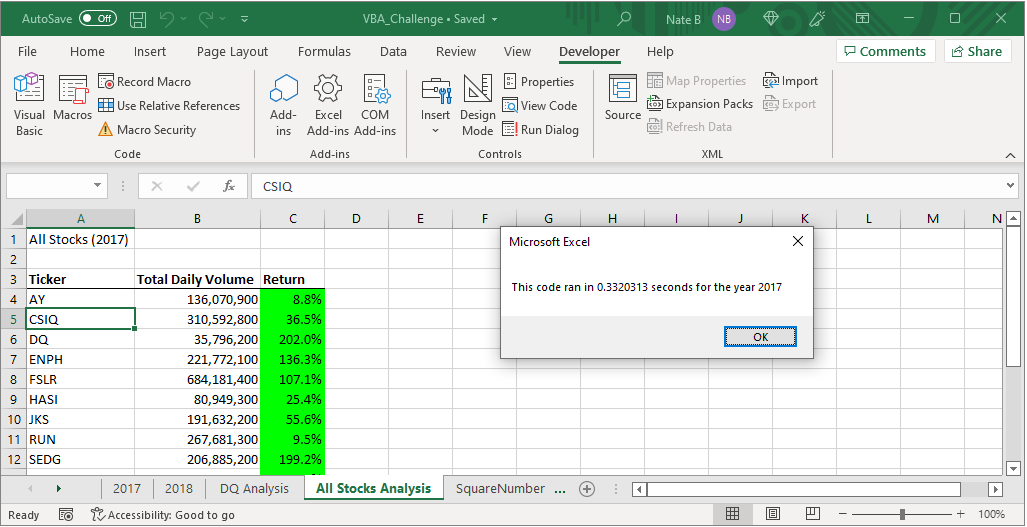 AutoSave Off VBA_Challenge • Saved Nate B NB
File Home Insert Page Layout Formulas Data Review View Developer Help Comments Share
Visual Basic
Macros
Record Macro
Use Relative References
Macro Security
Code
Add-ins
Excel Add-ins
COM Add-ins
Add-ins
Insert
Design Mode
Properties
View Code
Run Dialog
Controls
Source
Map Properties
Expansion Packs
Refresh Data
Import
Export
XML
fx CSIQ
A B C D E F G H I J K L M N
1 All Stocks (2017)
2
3 Ticker Total Daily Volume Return
4 AY 136,070,900 8.8%
5 CSIQ 310,592,800 36.5%
6 DQ 35,796,200 202.0%
7 ENPH 221,772,100 136.3%
8 FSLR 684,181,400 107.1%
9 HASI 80,949,300 25.4%
10 JKS 191,632,200 55.6%
11 RUN 267,681,300 9.5%
12 SEDG 206,885,200 199.2%
Microsoft Excel
This code ran in 0.3320313 seconds for the year 2017
OK
2017 2018 DQ Analysis All Stocks Analysis SquareNumber ...
Ready Accessibility: Good to go 100%